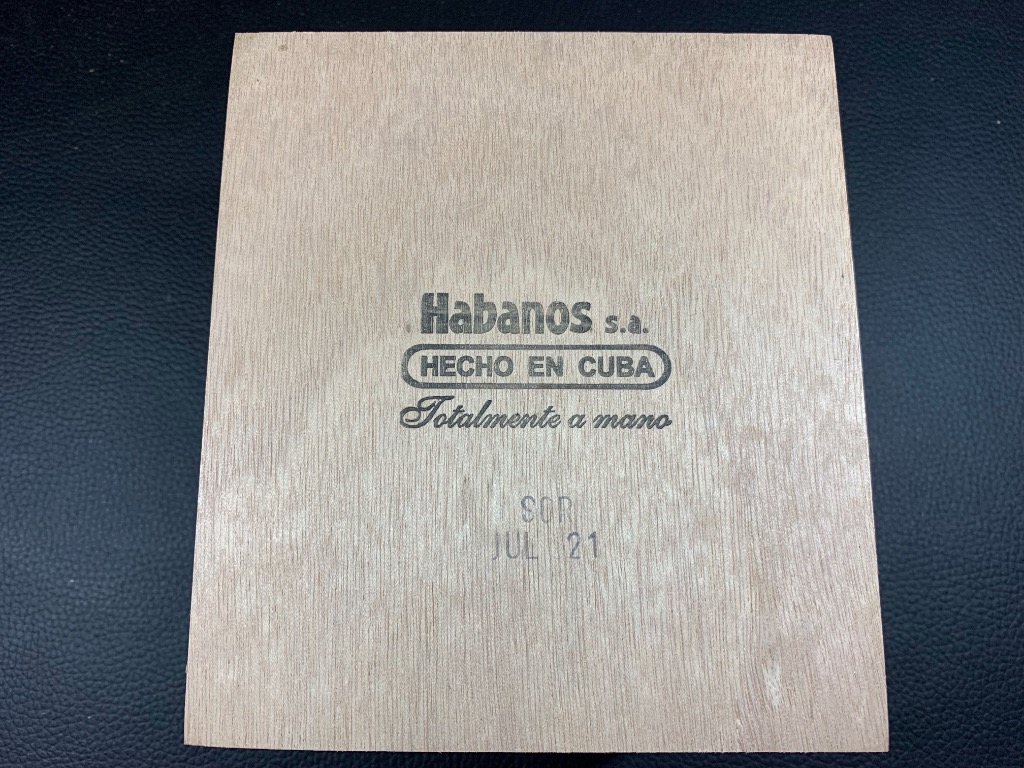 Habanos s.a.
HECHO EN CUBA
Totalmente a mano
SOR
JUL 21